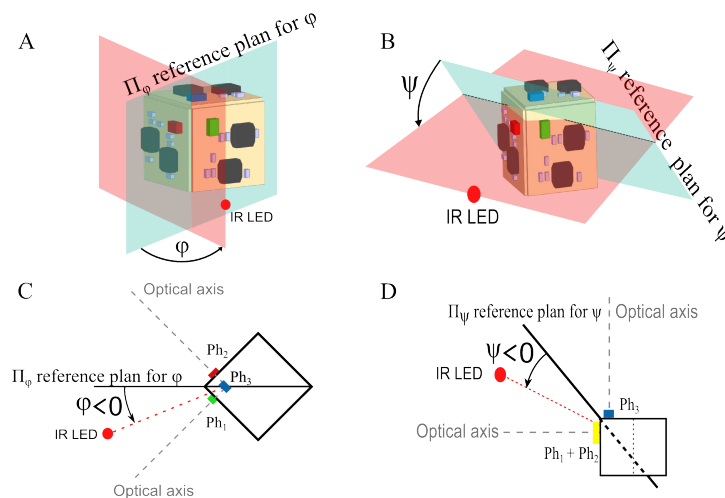 A
Πφ reference plan for φ
IR LED
φ
B
Πψ reference plan for ψ
ψ
IR LED
C
Optical axis
Ph2
Πφ reference plan for φ
Ph3
φ<0
Ph1
IR LED
Optical axis
D
Πψ reference plan for ψ
Optical axis
ψ<0
IR LED
Ph3
Optical axis
Ph1 + Ph2